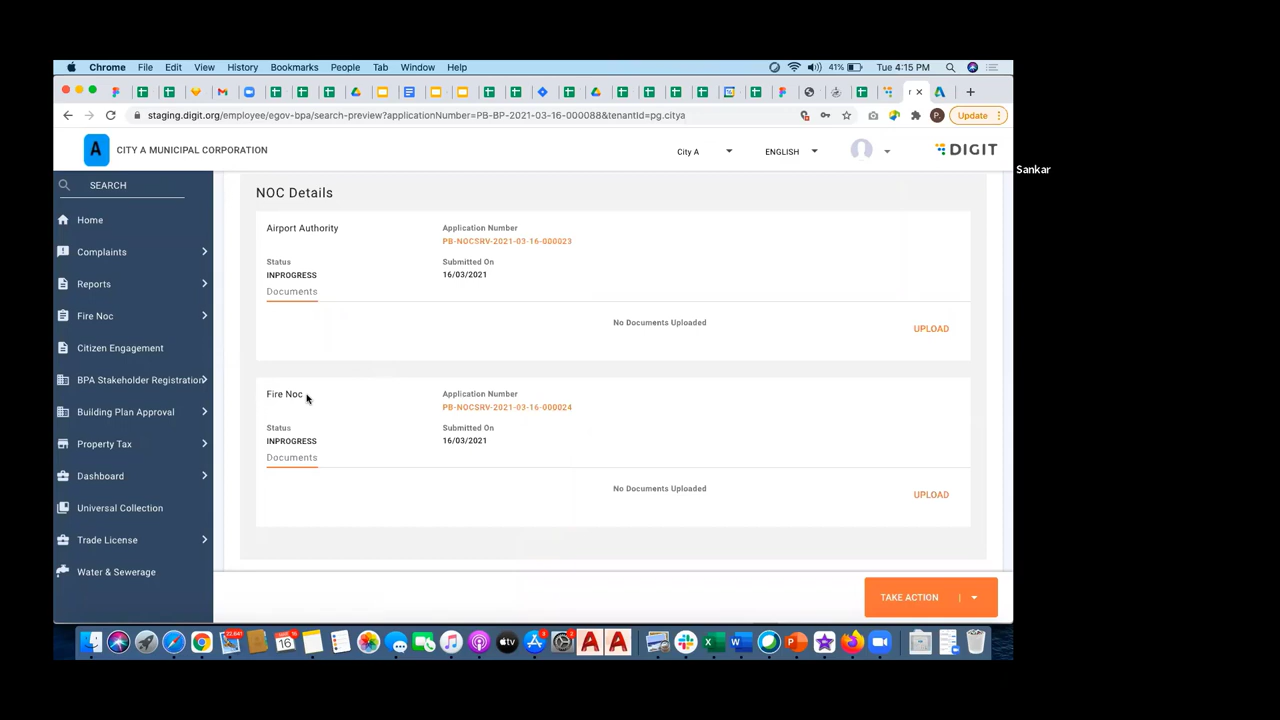 Chrome File Edit View History Bookmarks People Tab Window Help 41% Tue 4:15 PM
Update
staging.digit.org/employee/egov-bpa/search-preview?applicationNumber=PB-BP-2021-03-16-000088&tenantId=pg.citya
A CITY A MUNICIPAL CORPORATION City A ENGLISH DIGIT
Sankar
SEARCH
Home
Complaints
Reports
Fire Noc
Citizen Engagement
BPA Stakeholder Registration
Building Plan Approval
Property Tax
Dashboard
Universal Collection
Trade License
Water & Sewerage
NOC Details
Airport Authority Application Number
PB-NOCSRV-2021-03-16-000023
Status Submitted On
INPROGRESS 16/03/2021
Documents
No Documents Uploaded
UPLOAD
Fire Noc Application Number
PB-NOCSRV-2021-03-16-000024
Status Submitted On
INPROGRESS 16/03/2021
Documents
No Documents Uploaded
UPLOAD
TAKE ACTION